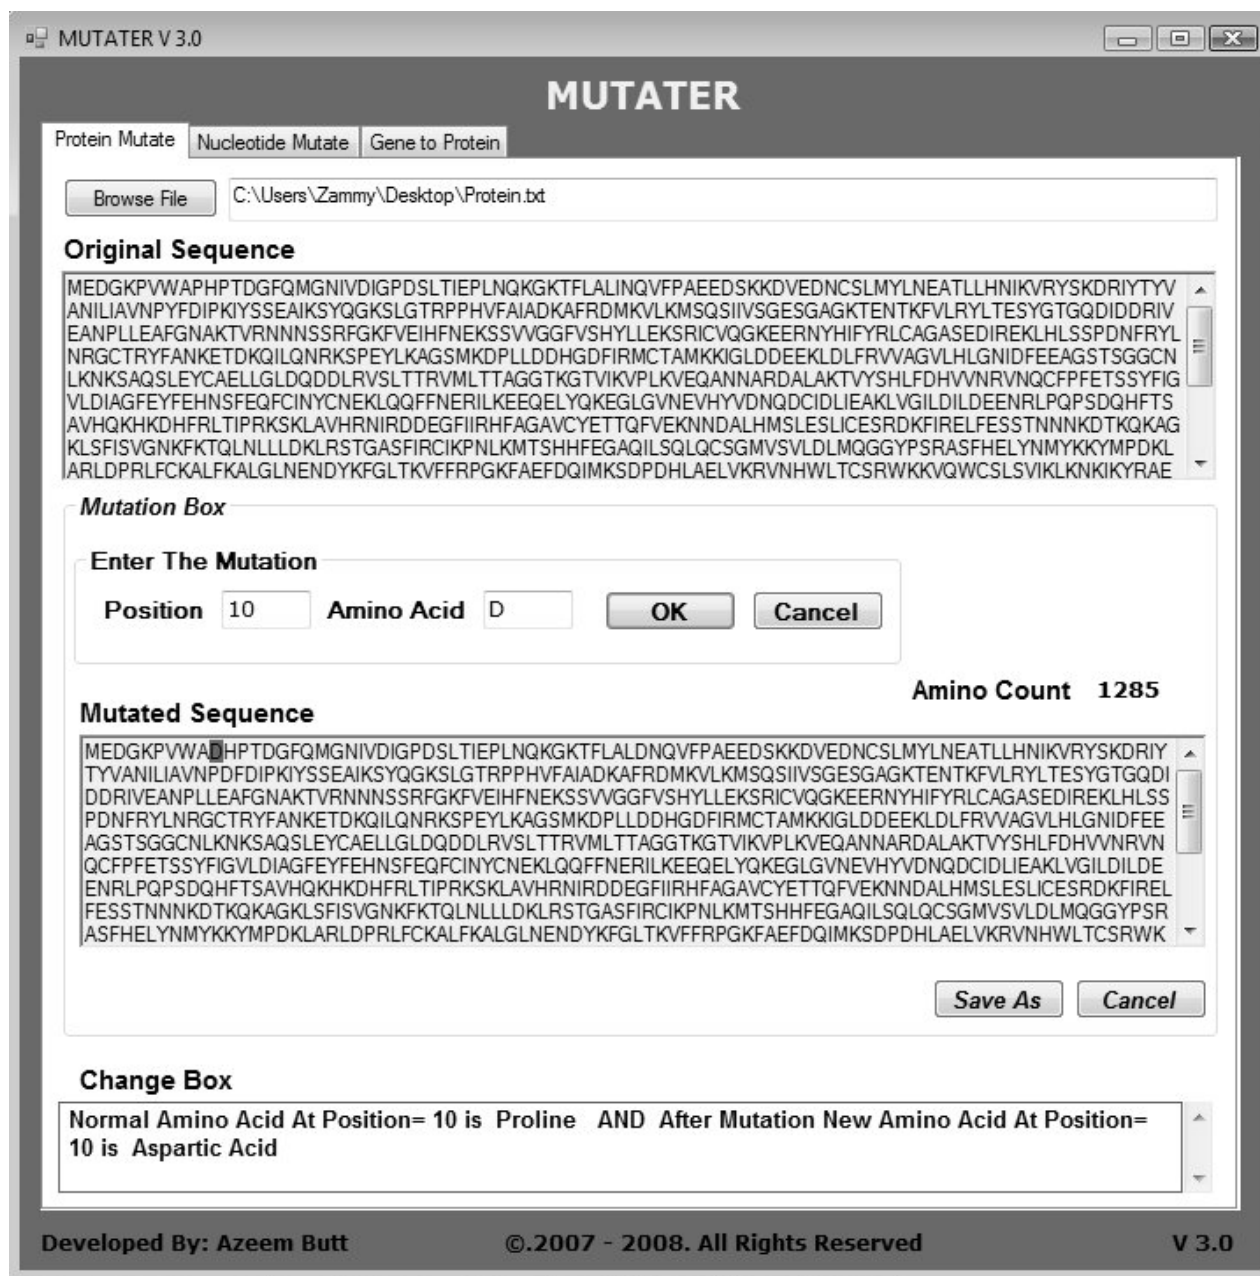 MUTATER V 3.0
MUTATER
Protein Mutate Nucleotide Mutate Gene to Protein
Browse File C:\Users\Zammy\Desktop\Protein.txt
Original Sequence
MEDGKPVWAPHPTDGFQMGNIVDIGPDSLTIEPLNQKGKTFLALINQVFPAEEDSKKDVEDNCSLMYLNEATLLHNIKVRYSKDRIYTYV
ANILIAVNPYFDIPKIYSSEAIKSYQGKSLGTRPPHVFAIADKAFRDMKVLKMSQSIIVSGESGAGKTENTKFVLRYLTESYGTGQDIDDRIV
EANPLLEAFGNAKTVRNNNSSRFGKFVEIHFNEKSSVVGGFVSHYLLEKSRICVQGKEERNYHIFYRLCAGASEDIREKLHLSSPDNFRYL
NRGCTRYFANKETDKQILQNRKSPEYLKAGSMKDPLLDDHGDFIRMCTAMKKIGLDDEEKLDLFRVVAGVLHLGNIDFEEAGSTSGGCN
LKNKSAQSLEYCAELLGLDQDDLRVSLTTRVMLTTAGGTKGTVIKVPLKVEQANNARDALAKTVYSHLFDHVVNRVNQCFPFETSSYFIG
VLDIAGFEYFEHNSFEQFCINYCNEKLQQFFNERILKEEQELYQKEGLGVNEVHYVDNQDCIDLIEAKLVGILDILDEENRLPQPSDQHFTS
AVHQKHKDHFRLTIPRKSKLAVHRNIRDDEGFIIRHFAGAVCYETTQFVEKNNDALHMSLESLICESRDKFIRELFESSTNNNKDTKQKAG
KLSFISVGNKFKTQLNLLLDKLRSTGASFIRCIKPNLKMTSHHFEGAQILSQLQCSGMVSVLDLMQGGYPSRASFHELYNMYKKYMPDKL
ARLDPRLFCKALFKALGLNENDYKFGLTKVFFRPGKFAEFDQIMKSDPDHLAELVKRVNHWLTCSRWKKVQWCSLSVIKLKNKIKYRAE
Mutation Box
Enter The Mutation
Position 10 Amino Acid D OK Cancel
Amino Count 1285
Mutated Sequence
MEDGKPVWADHPTDGFQMGNIVDIGPDSLTIEPLNQKGKTFLALDNQVFPAEEDSKKDVEDNCSLMYLNEATLLHNIKVRYSKDRIY
TYVANILIAVNPDFDIPKIYSSEAIKSYQGKSLGTRPPHVFAIADKAFRDMKVLKMSQSIIVSGESGAGKTENTKFVLRYLTESYGTGQDI
DDRIVEANPLLEAFGNAKTVRNNNSSRFGKFVEIHFNEKSSVVGGFVSHYLLEKSRICVQGKEERNYHIFYRLCAGASEDIREKLHLSS
PDNFRYLNRGCTRYFANKETDKQILQNRKSPEYLKAGSMKDPLLDDHGDFIRMCTAMKKIGLDDEEKLDLFRVVAGVLHLGNIDFEE
AGSTSGGCNLKNKSAQSLEYCAELLGLDQDDLRVSLTTRVMLTTAGGTKGTVIKVPLKVEQANNARDALAKTVYSHLFDHVVNRVN
QCFPFETSSYFIGVLDIAGFEYFEHNSFEQFCINYCNEKLQQFFNERILKEEQELYQKEGLGVNEVHYVDNQDCIDLIEAKLVGILDILDE
ENRLPQPSDQHFTSAVHQKHKDHFRLTIPRKSKLAVHRNIRDDEGFIIRHFAGAVCYETTQFVEKNNDALHMSLESLICESRDKFIREL
FESSTNNNKDTKQKAGKLSFISVGNKFKTQLNLLLDKLRSTGASFIRCIKPNLKMTSHHFEGAQILSQLQCSGMVSVLDLMQGGYPSR
ASFHELYNMYKKYMPDKLARLDPRLFCKALFKALGLNENDYKFGLTKVFFRPGKFAEFDQIMKSDPDHLAELVKRVNHWLTCSRWK
Save As Cancel
Change Box
Normal Amino Acid At Position= 10 is Proline AND After Mutation New Amino Acid At Position=
10 is Aspartic Acid
Developed By: Azeem Butt ©.2007 - 2008. All Rights Reserved V 3.0